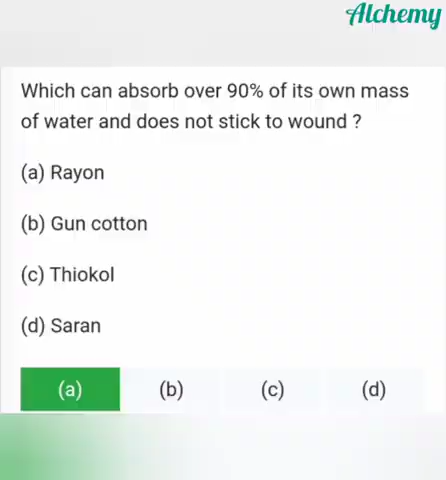 Alchemy
Which can absorb over 90% of its own mass
of water and does not stick to wound ?
(a) Rayon
(b) Gun cotton
(c) Thiokol
(d) Saran
(a) (b) (c) (d)